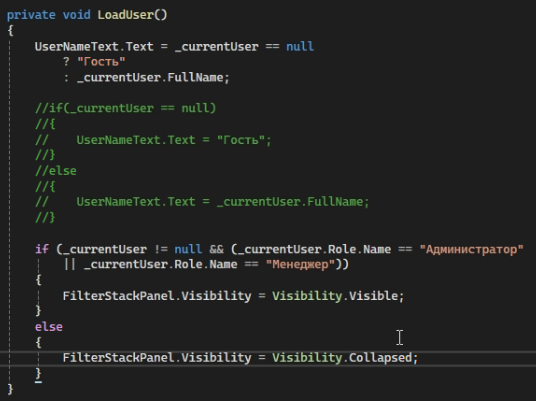 private void LoadUser()
{
    UserNameText.Text = _currentUser == null
        ? "Гость"
        : _currentUser.FullName;

    //if(_currentUser == null)
    //{
    //    UserNameText.Text = "Гость";
    //}
    //else
    //{
    //    UserNameText.Text = _currentUser.FullName;
    //}

    if (_currentUser != null && (_currentUser.Role.Name == "Администратор"
        || _currentUser.Role.Name == "Менеджер"))
    {
        FilterStackPanel.Visibility = Visibility.Visible;
    }
    else
    {
        FilterStackPanel.Visibility = Visibility.Collapsed;
    }
}